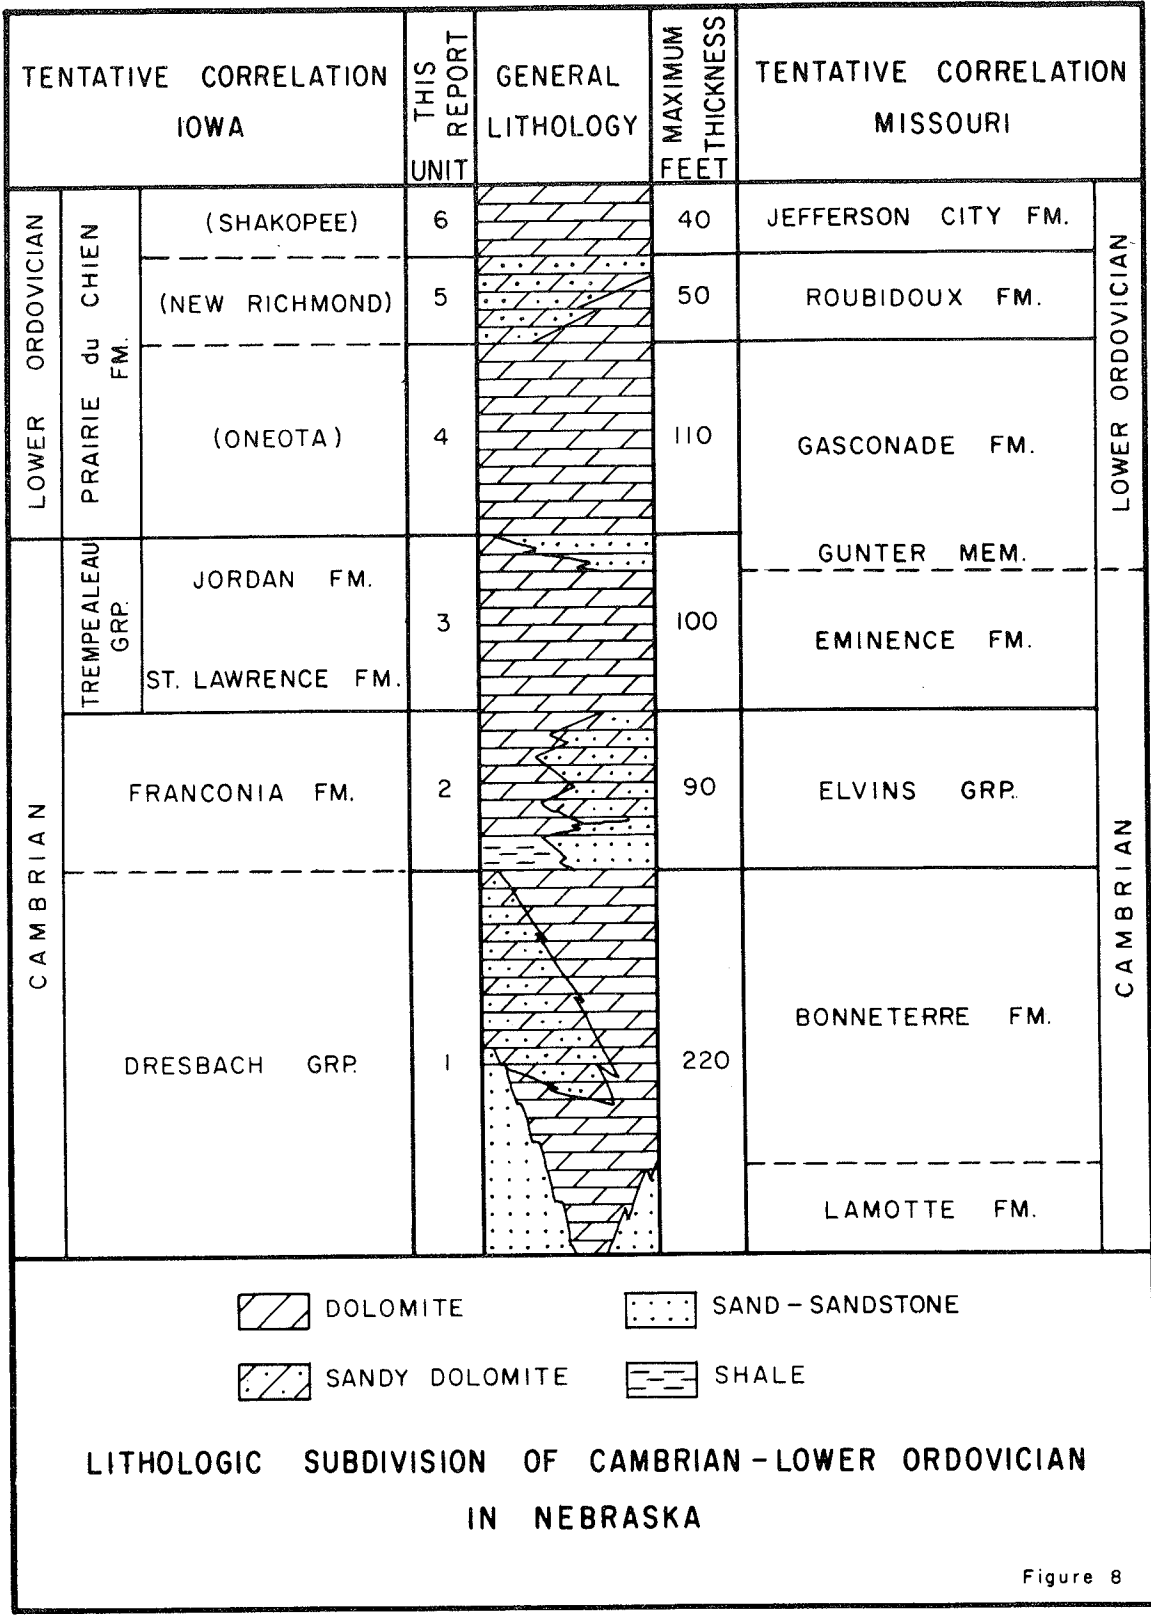 TENTATIVE CORRELATION
IOWA
THIS REPORT
UNIT
GENERAL
LITHOLOGY
MAXIMUM THICKNESS
FEET
TENTATIVE CORRELATION
MISSOURI
LOWER ORDOVICIAN
PRAIRIE du CHIEN FM.
(SHAKOPEE)
6
40
JEFFERSON CITY FM.
LOWER ORDOVICIAN
(NEW RICHMOND)
5
50
ROUBIDOUX FM.
(ONEOTA)
4
110
GASCONADE FM.
GUNTER MEM.
CAMBRIAN
TREMPEALEAU GRP.
JORDAN FM.
ST. LAWRENCE FM.
3
100
EMINENCE FM.
CAMBRIAN
FRANCONIA FM.
2
90
ELVINS GRP.
DRESBACH GRP.
1
220
BONNETERRE FM.
LAMOTTE FM.
DOLOMITE
SAND-SANDSTONE
SANDY DOLOMITE
SHALE
LITHOLOGIC SUBDIVISION OF CAMBRIAN-LOWER ORDOVICIAN
IN NEBRASKA
Figure 8